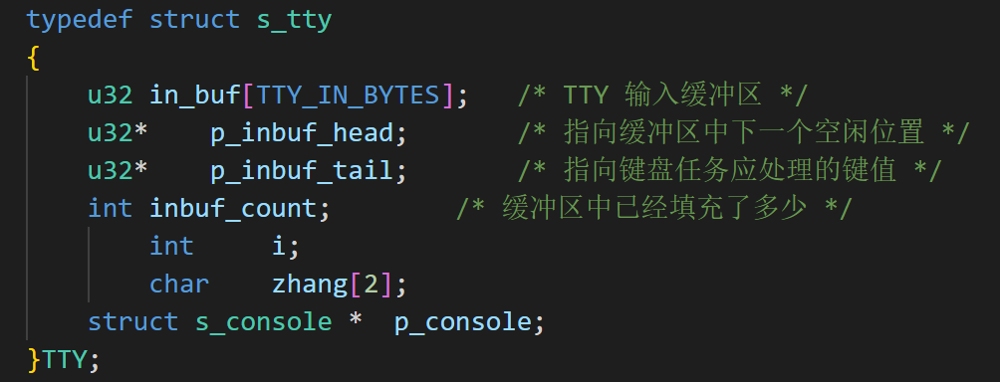 typedef struct s_tty
{
    u32 in_buf[TTY_IN_BYTES];   /* TTY 输入缓冲区 */
    u32*    p_inbuf_head;       /* 指向缓冲区中下一个空闲位置 */
    u32*    p_inbuf_tail;       /* 指向键盘任务应处理的键值 */
    int inbuf_count;        /* 缓冲区中已经填充了多少 */
        int     i;
        char    zhang[2];
    struct s_console *  p_console;
}TTY;